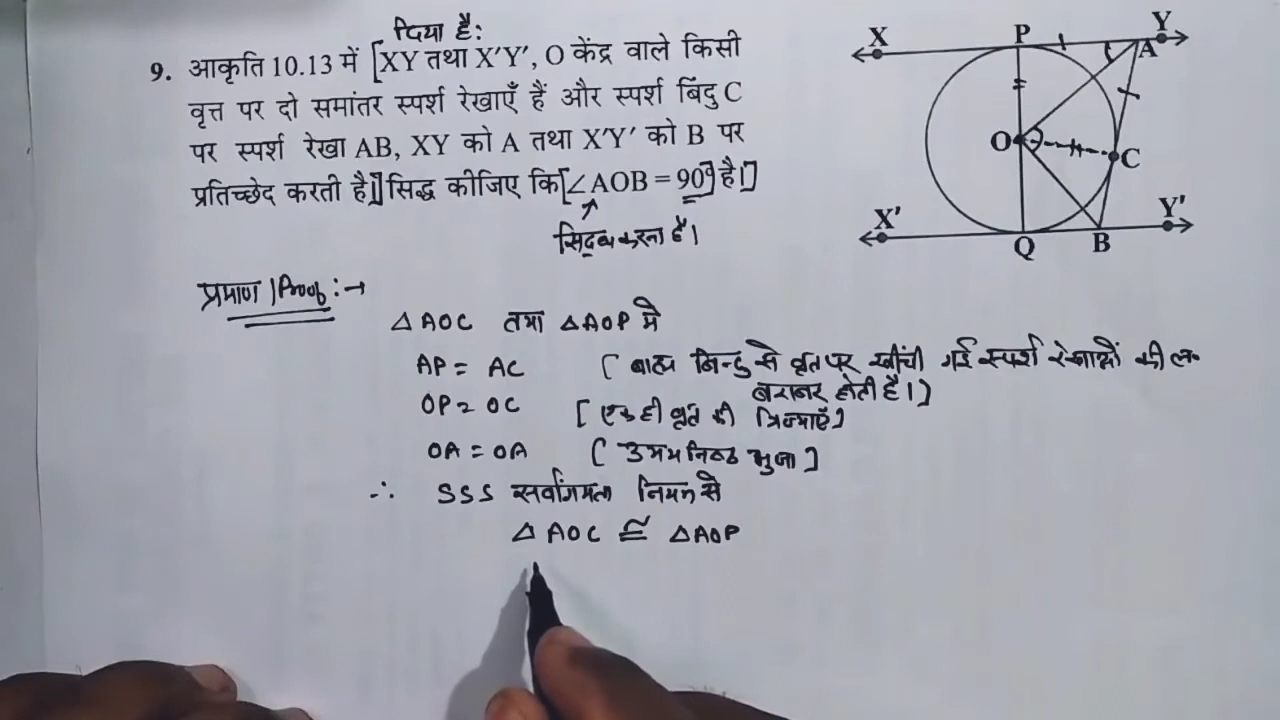 दिया है:
9. आकृति 10.13 में [XY तथा X'Y', O केंद्र वाले किसी
वृत्त पर दो समांतर स्पर्श रेखाएँ हैं और स्पर्श बिंदु C
पर स्पर्श रेखा AB, XY को A तथा X'Y' को B पर
प्रतिच्छेद करती है।] सिद्ध कीजिए कि [∠AOB = 90°] है।]
सिद्ध करना है।
X P Y
A
O C
X' Y'
Q B
प्रमाण | Proof :→
△ AOC तथा △AOP में
AP = AC [ बाह्य बिन्दु से वृत पर खींची गई स्पर्श रेखाओं की
बराबर होती है।]
OP = OC [ एक ही वृत की त्रिज्याएँ ]
OA = OA [ उभयनिष्ठ भुजा ]
∴ SSS सर्वांगसमता नियम से
△ AOC ≅ △AOP